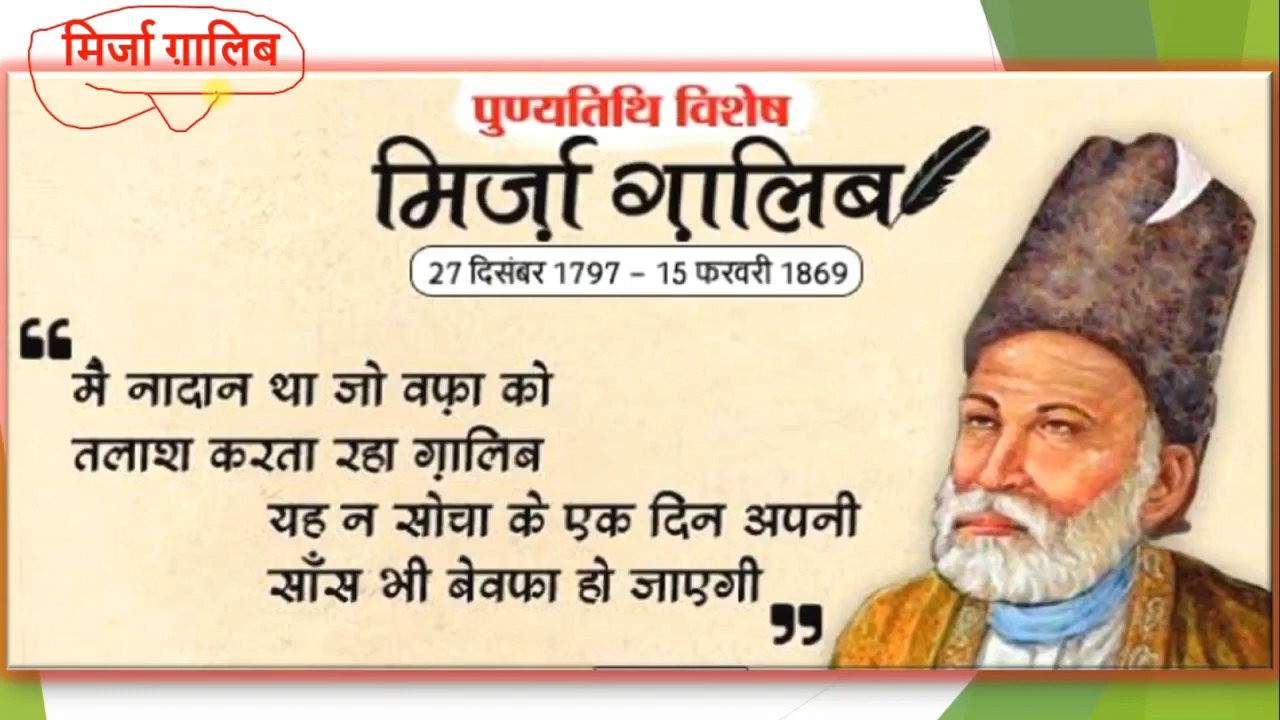 मिर्जा ग़ालिब
पुण्यतिथि विशेष
मिर्ज़ा ग़ालिब
27 दिसंबर 1797 - 15 फरवरी 1869
“मै नादान था जो वफ़ा को
तलाश करता रहा ग़ालिब
यह न सोचा के एक दिन अपनी
साँस भी बेवफा हो जाएगी”